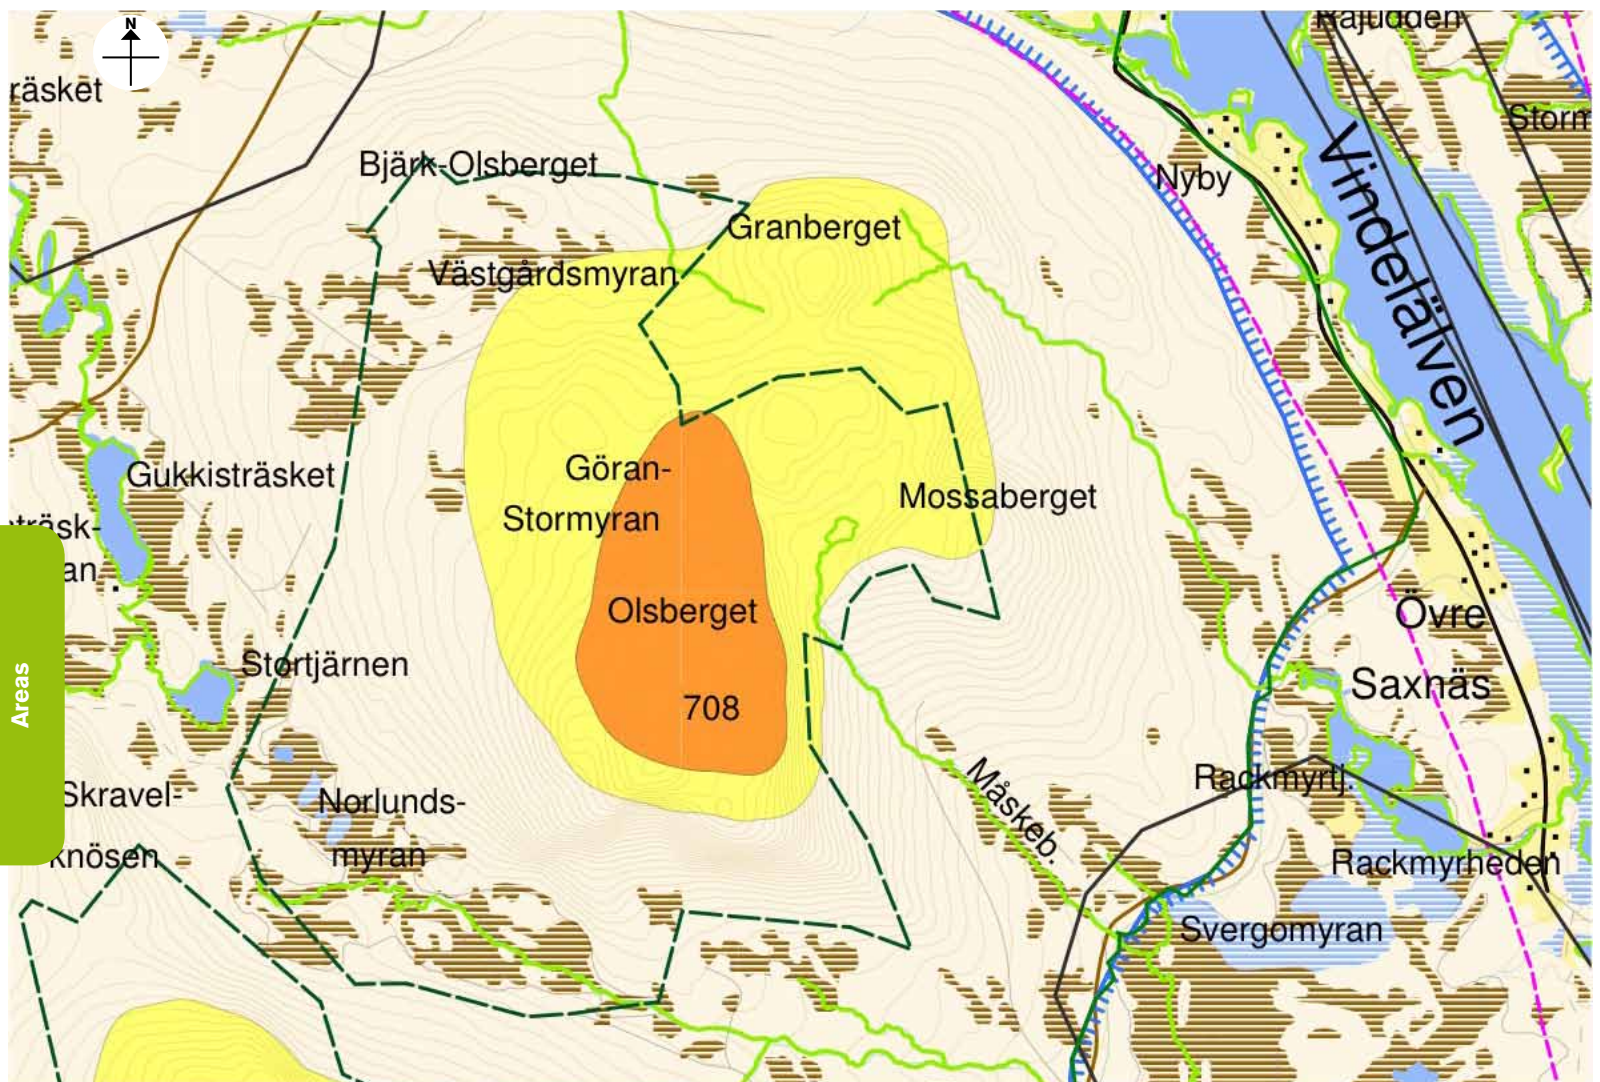 N
Rajudden
räsket
Storm
Bjärk-Olsberget
Nyby
Vindelälven
Granberget
Västgårdsmyran
Gukkisträsket
Göran-
Stormyran
Mossaberget
träsk-
an
Olsberget
Övre
Stortjärnen
Saxnäs
708
Areas
Rackmyrtj.
Måskeb.
Skravel-
knösen
Norlunds-
myran
Rackmyrheden
Svergomyran